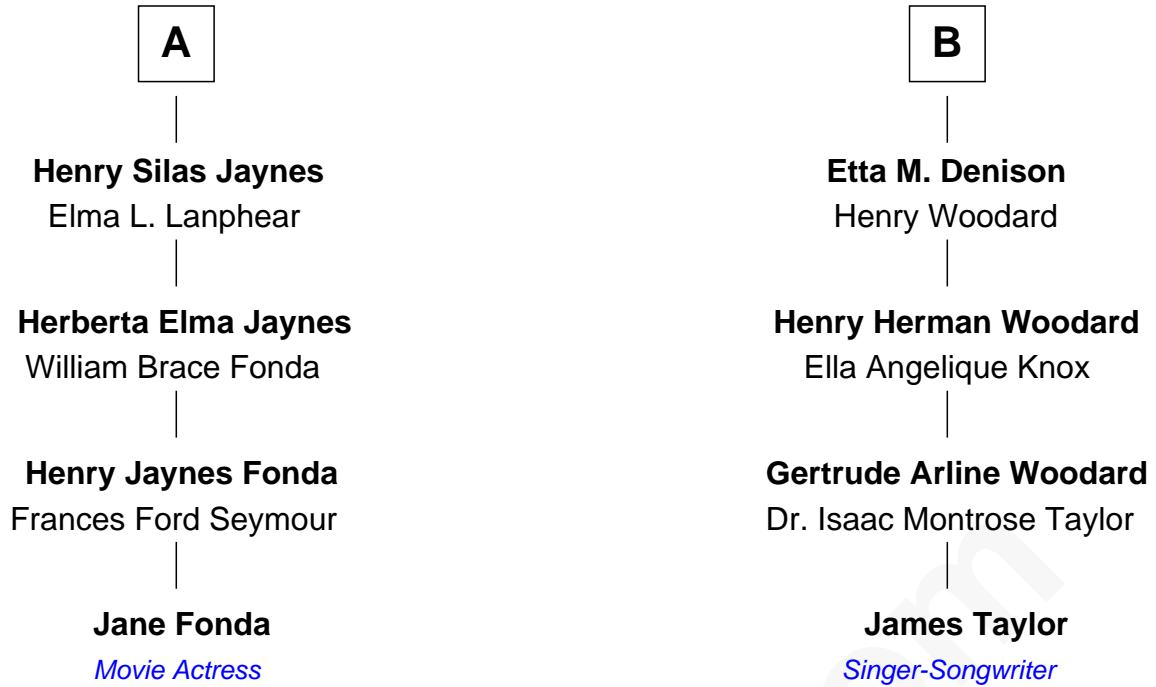 A
Henry Silas Jaynes
Elma L. Lanphear
Herberta Elma Jaynes
William Brace Fonda
Henry Jaynes Fonda
Frances Ford Seymour
Jane Fonda
Movie Actress
B
Etta M. Denison
Henry Woodard
Henry Herman Woodard
Ella Angelique Knox
Gertrude Arline Woodard
Dr. Isaac Montrose Taylor
James Taylor
Singer-Songwriter